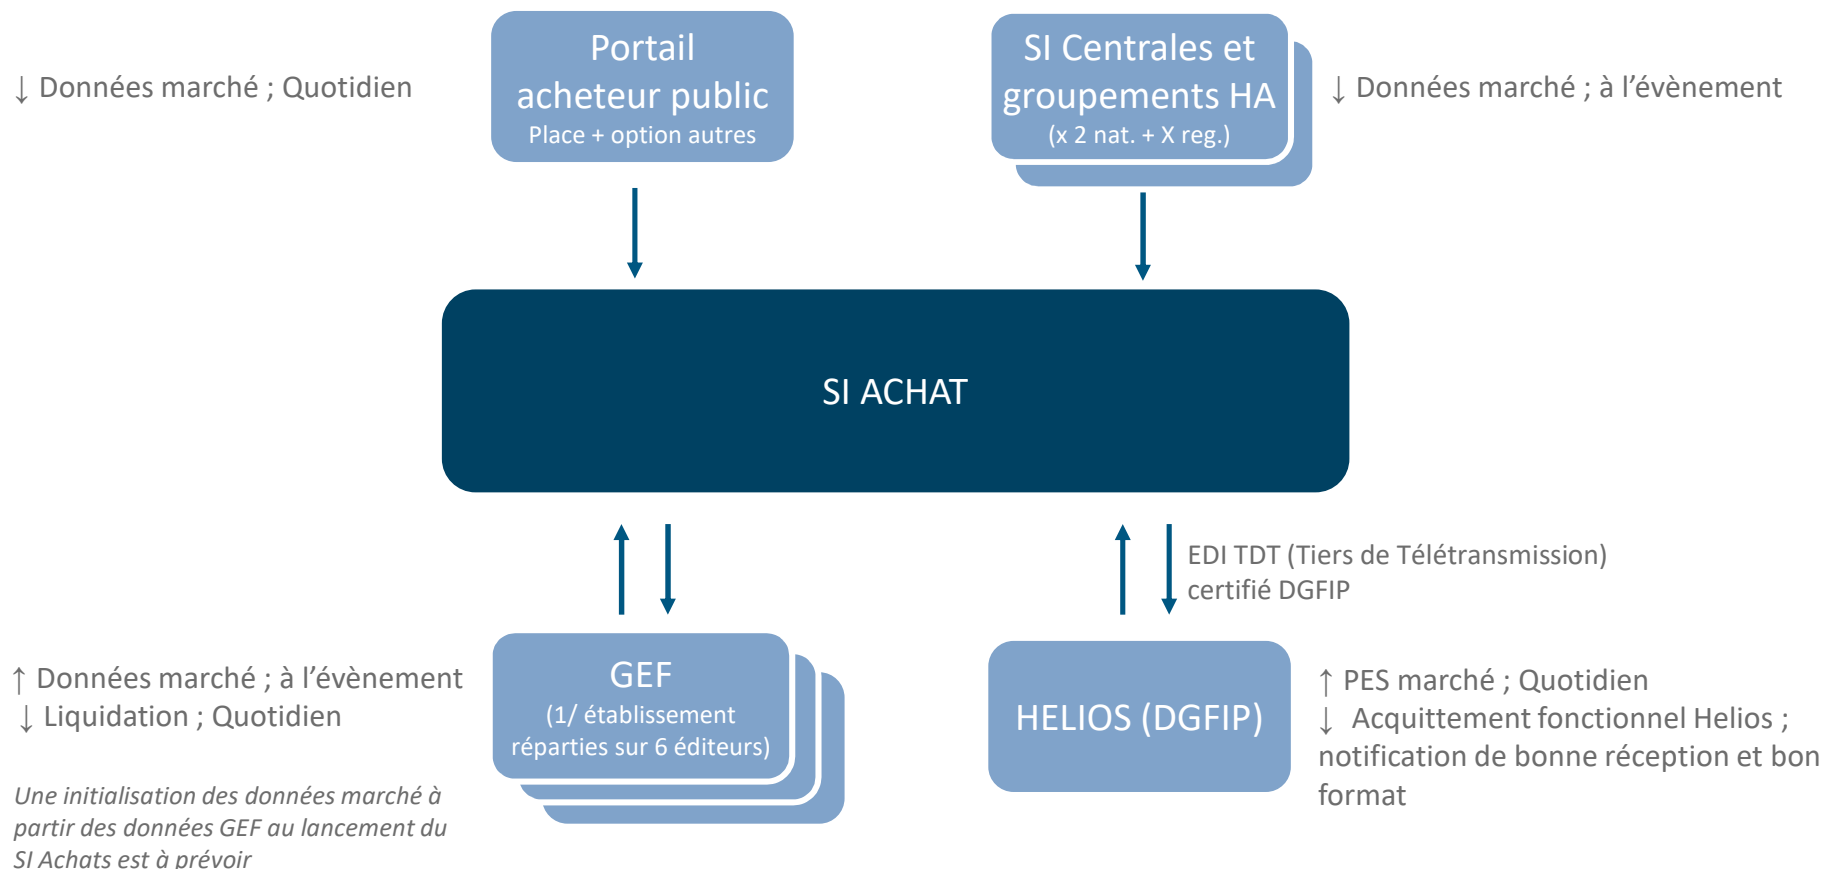 Portail
acheteur public
Place + option autres
SI Centrales et
groupements HA
(x 2 nat. + X reg.)
↓ Données marché ; Quotidien
↓ Données marché ; à l’évènement
SI ACHAT
EDI TDT (Tiers de Télétransmission)
certifié DGFIP
↑ Données marché ; à l’évènement
↓ Liquidation ; Quotidien
GEF
(1/ établissement
réparties sur 6 éditeurs)
HELIOS (DGFIP)
↑ PES marché ; Quotidien
↓ Acquittement fonctionnel Helios ;
notification de bonne réception et bon
format
Une initialisation des données marché à
partir des données GEF au lancement du
SI Achats est à prévoir